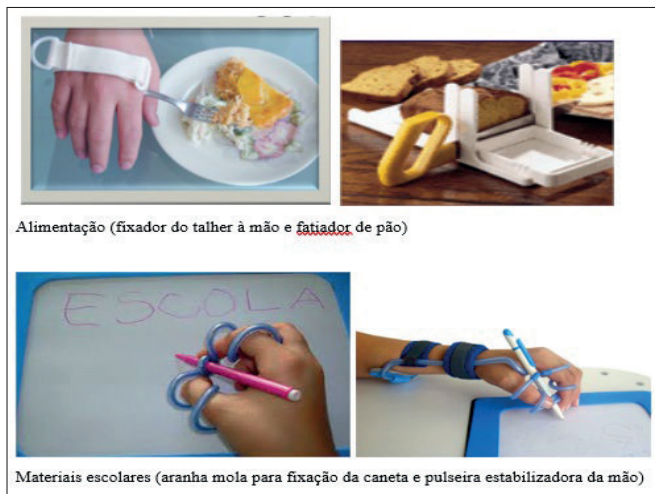 Alimentação (fixador do talher à mão e fatiador de pão)
ESCOLA
Materiais escolares (aranha mola para fixação da caneta e pulseira estabilizadora da mão)